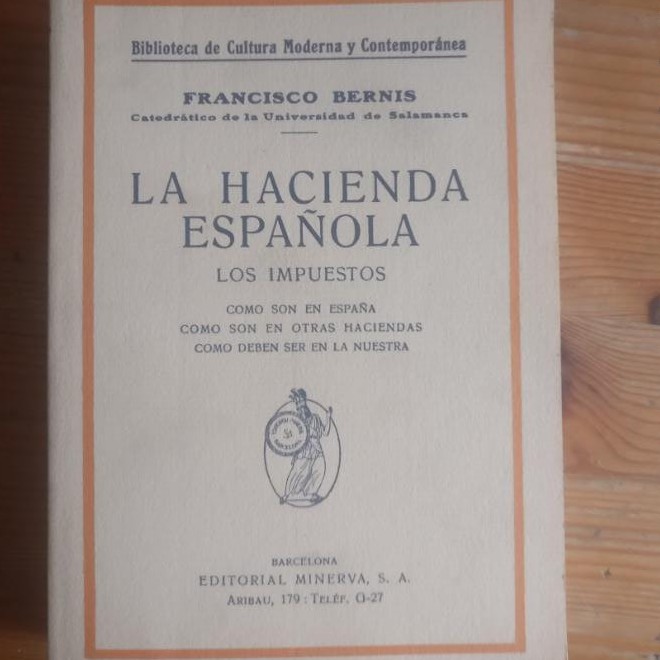 Biblioteca de Cultura Moderna y Contemporánea
FRANCISCO BERNIS
Catedrático de la Universidad de Salamanca
LA HACIENDA
ESPAÑOLA
LOS IMPUESTOS
COMO SON EN ESPAÑA
COMO SON EN OTRAS HACIENDAS
COMO DEBEN SER EN LA NUESTRA
BARCELONA
EDITORIAL MINERVA, S. A.
ARIBAU, 179 : TELÉF. G-27